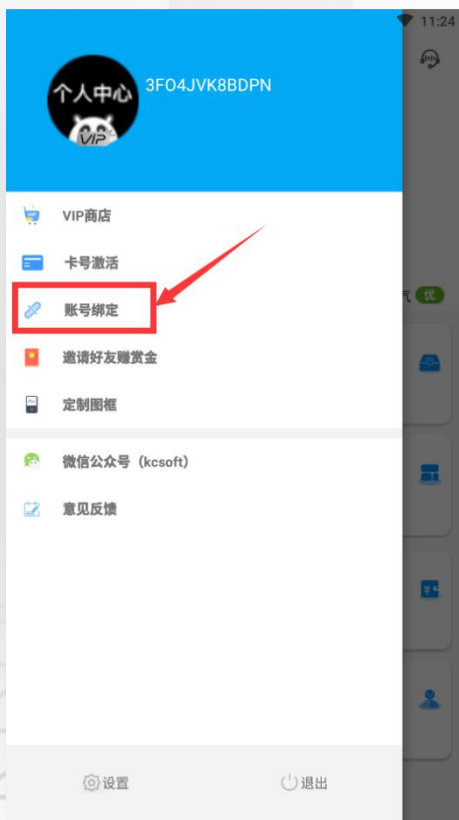 11:24
个人中心
VIP
3FO4JVK8BDPN
VIP商店
卡号激活
账号绑定
气 优
邀请好友赚赏金
定制图框
微信公众号（kcsoft）
意见反馈
设置
退出